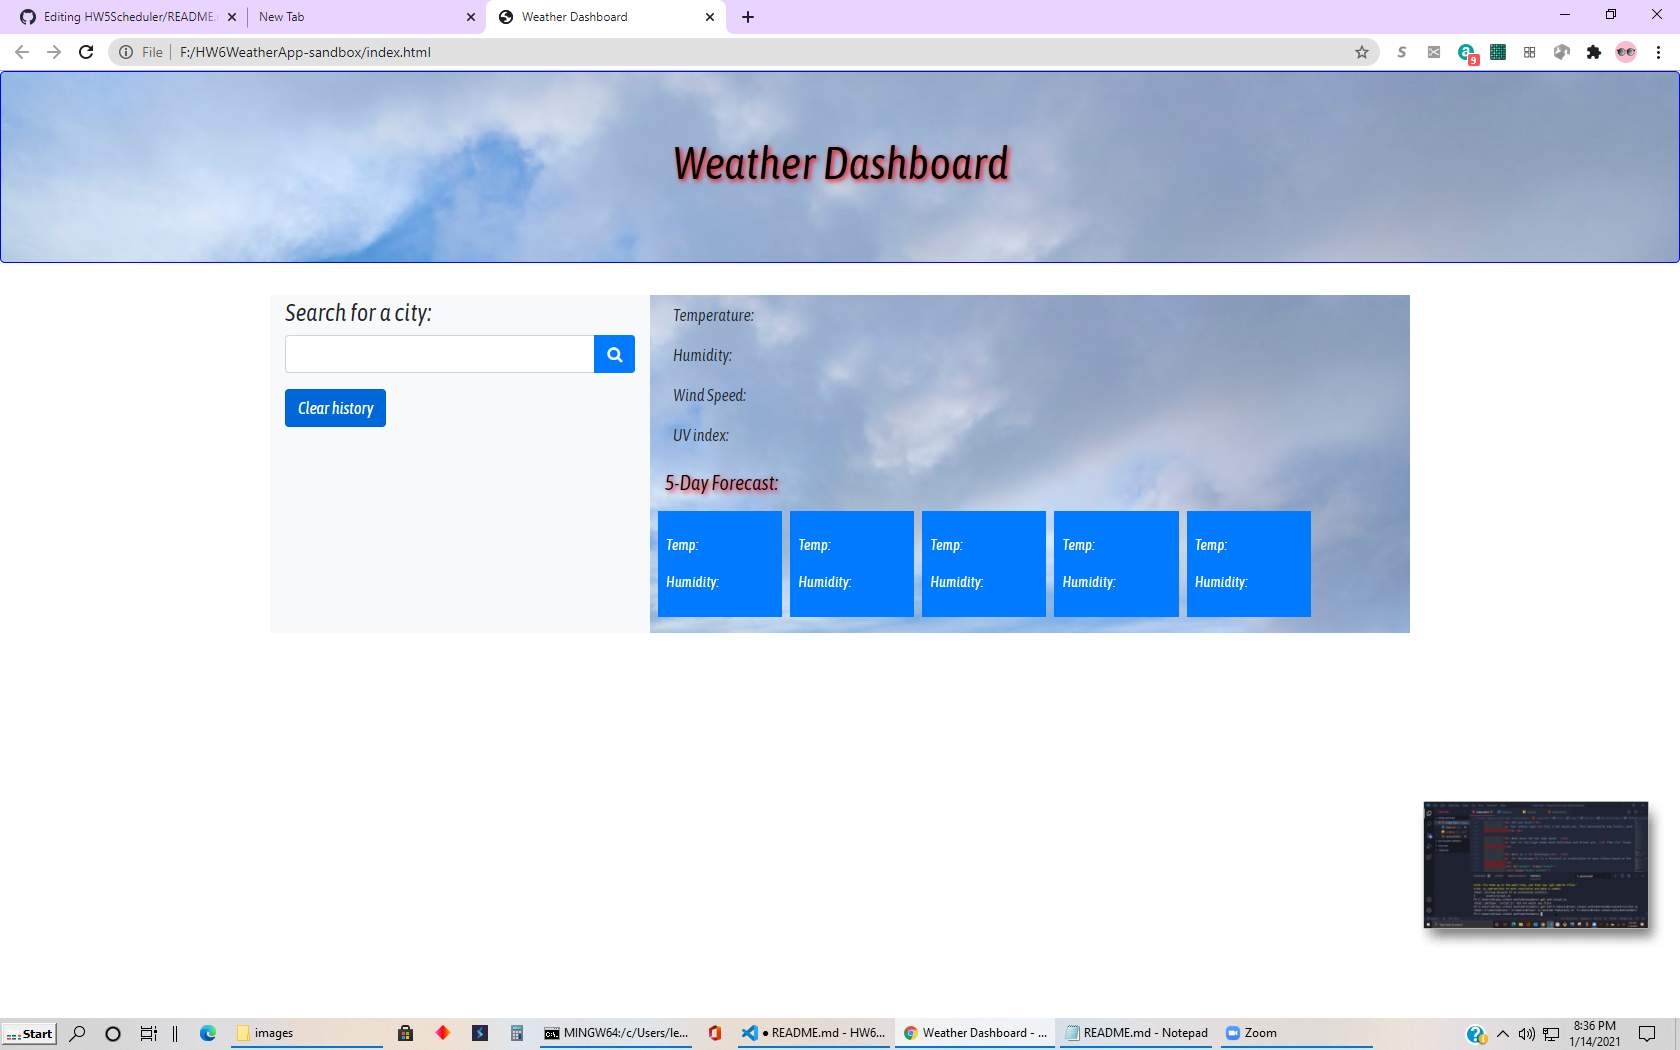 Editing HW5Scheduler/README.
New Tab
Weather Dashboard
File
F:/HW6WeatherApp-sandbox/index.html
S
a
9
Weather Dashboard
Search for a city:
Clear history
Temperature:
Humidity:
Wind Speed:
UV index:
5-Day Forecast:
Temp: Temp: Temp: Temp: Temp:
Humidity: Humidity: Humidity: Humidity: Humidity:
Start
images
MINGW64:/c/Users/le...
● README.md - HW6...
Weather Dashboard - ...
README.md - Notepad
Zoom
8:36 PM
1/14/2021